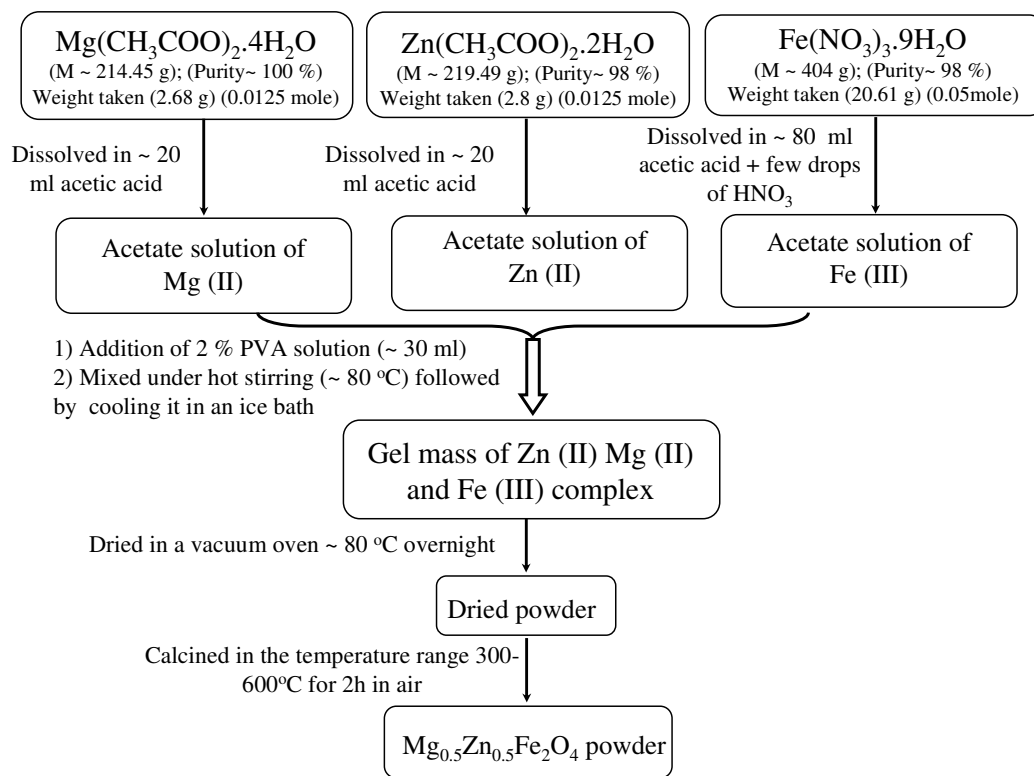 Mg(CH₃COO)₂.4H₂O
(M ~ 214.45 g); (Purity~ 100 %)
Weight taken (2.68 g) (0.0125 mole)
Zn(CH₃COO)₂.2H₂O
(M ~ 219.49 g); (Purity~ 98 %)
Weight taken (2.8 g) (0.0125 mole)
Fe(NO₃)₃.9H₂O
(M ~ 404 g); (Purity~ 98 %)
Weight taken (20.61 g) (0.05mole)
Dissolved in ~ 20
ml acetic acid
Dissolved in ~ 20
ml acetic acid
Dissolved in ~ 80 ml
acetic acid + few drops
of HNO₃
Acetate solution of
Mg (II)
Acetate solution of
Zn (II)
Acetate solution of
Fe (III)
1) Addition of 2 % PVA solution (~ 30 ml)
2) Mixed under hot stirring (~ 80 ºC) followed
by cooling it in an ice bath
Gel mass of Zn (II) Mg (II)
and Fe (III) complex
Dried in a vacuum oven ~ 80 ºC overnight
Dried powder
Calcined in the temperature range 300-
600ºC for 2h in air
Mg₀.₅Zn₀.₅Fe₂O₄ powder